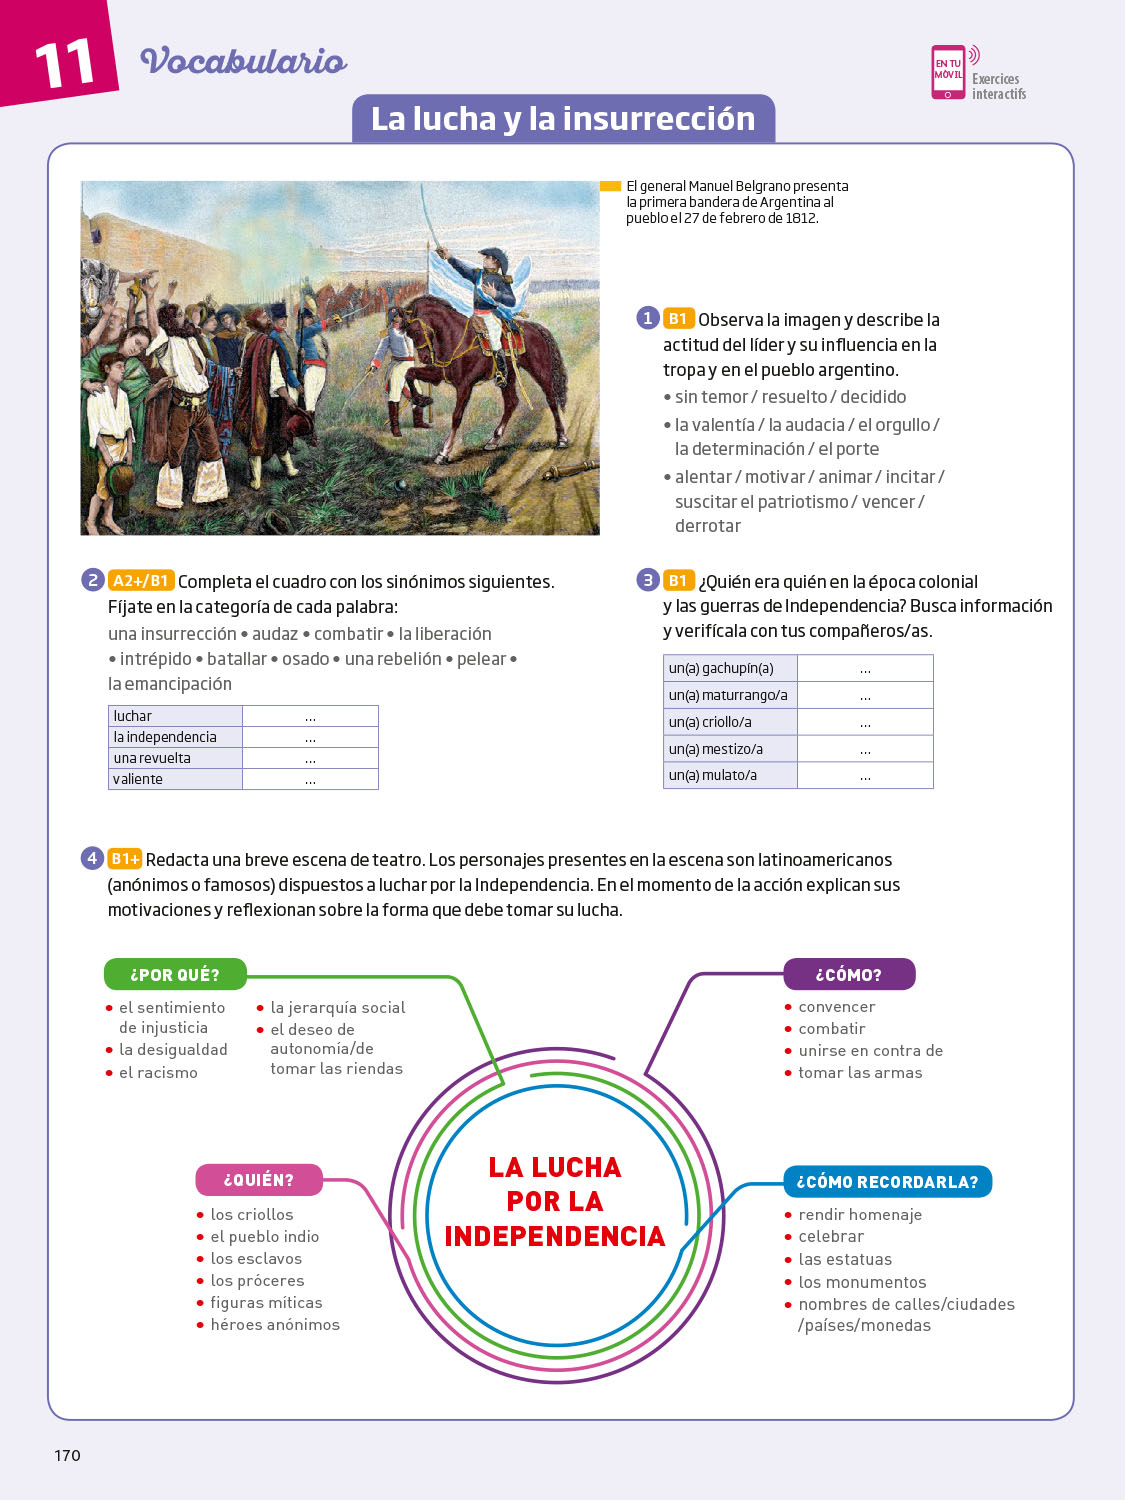 11
Vocabulario
EN TU
MÓVIL
Exercices
interactifs
La lucha y la insurrección
El general Manuel Belgrano presenta
la primera bandera de Argentina al
pueblo el 27 de febrero de 1812.
1 B1 Observa la imagen y describe la
actitud del líder y su influencia en la
tropa y en el pueblo argentino.
• sin temor / resuelto / decidido
• la valentía / la audacia / el orgullo /
la determinación / el porte
• alentar / motivar / animar / incitar /
suscitar el patriotismo / vencer /
derrotar
2 A2+/B1 Completa el cuadro con los sinónimos siguientes.
Fíjate en la categoría de cada palabra:
una insurrección • audaz • combatir • la liberación
• intrépido • batallar • osado • una rebelión • pelear •
la emancipación
luchar ...
la independencia ...
una revuelta ...
valiente ...
3 B1 ¿Quién era quién en la época colonial
y las guerras de Independencia? Busca información
y verifícala con tus compañeros/as.
un(a) gachupín(a) ...
un(a) maturrango/a ...
un(a) criollo/a ...
un(a) mestizo/a ...
un(a) mulato/a ...
4 B1+ Redacta una breve escena de teatro. Los personajes presentes en la escena son latinoamericanos
(anónimos o famosos) dispuestos a luchar por la Independencia. En el momento de la acción explican sus
motivaciones y reflexionan sobre la forma que debe tomar su lucha.
¿POR QUÉ?
• el sentimiento
de injusticia
• la desigualdad
• el racismo
• la jerarquía social
• el deseo de
autonomía/de
tomar las riendas
¿CÓMO?
• convencer
• combatir
• unirse en contra de
• tomar las armas
LA LUCHA
POR LA
INDEPENDENCIA
¿QUIÉN?
• los criollos
• el pueblo indio
• los esclavos
• los próceres
• figuras míticas
• héroes anónimos
¿CÓMO RECORDARLA?
• rendir homenaje
• celebrar
• las estatuas
• los monumentos
• nombres de calles/ciudades
/países/monedas
170